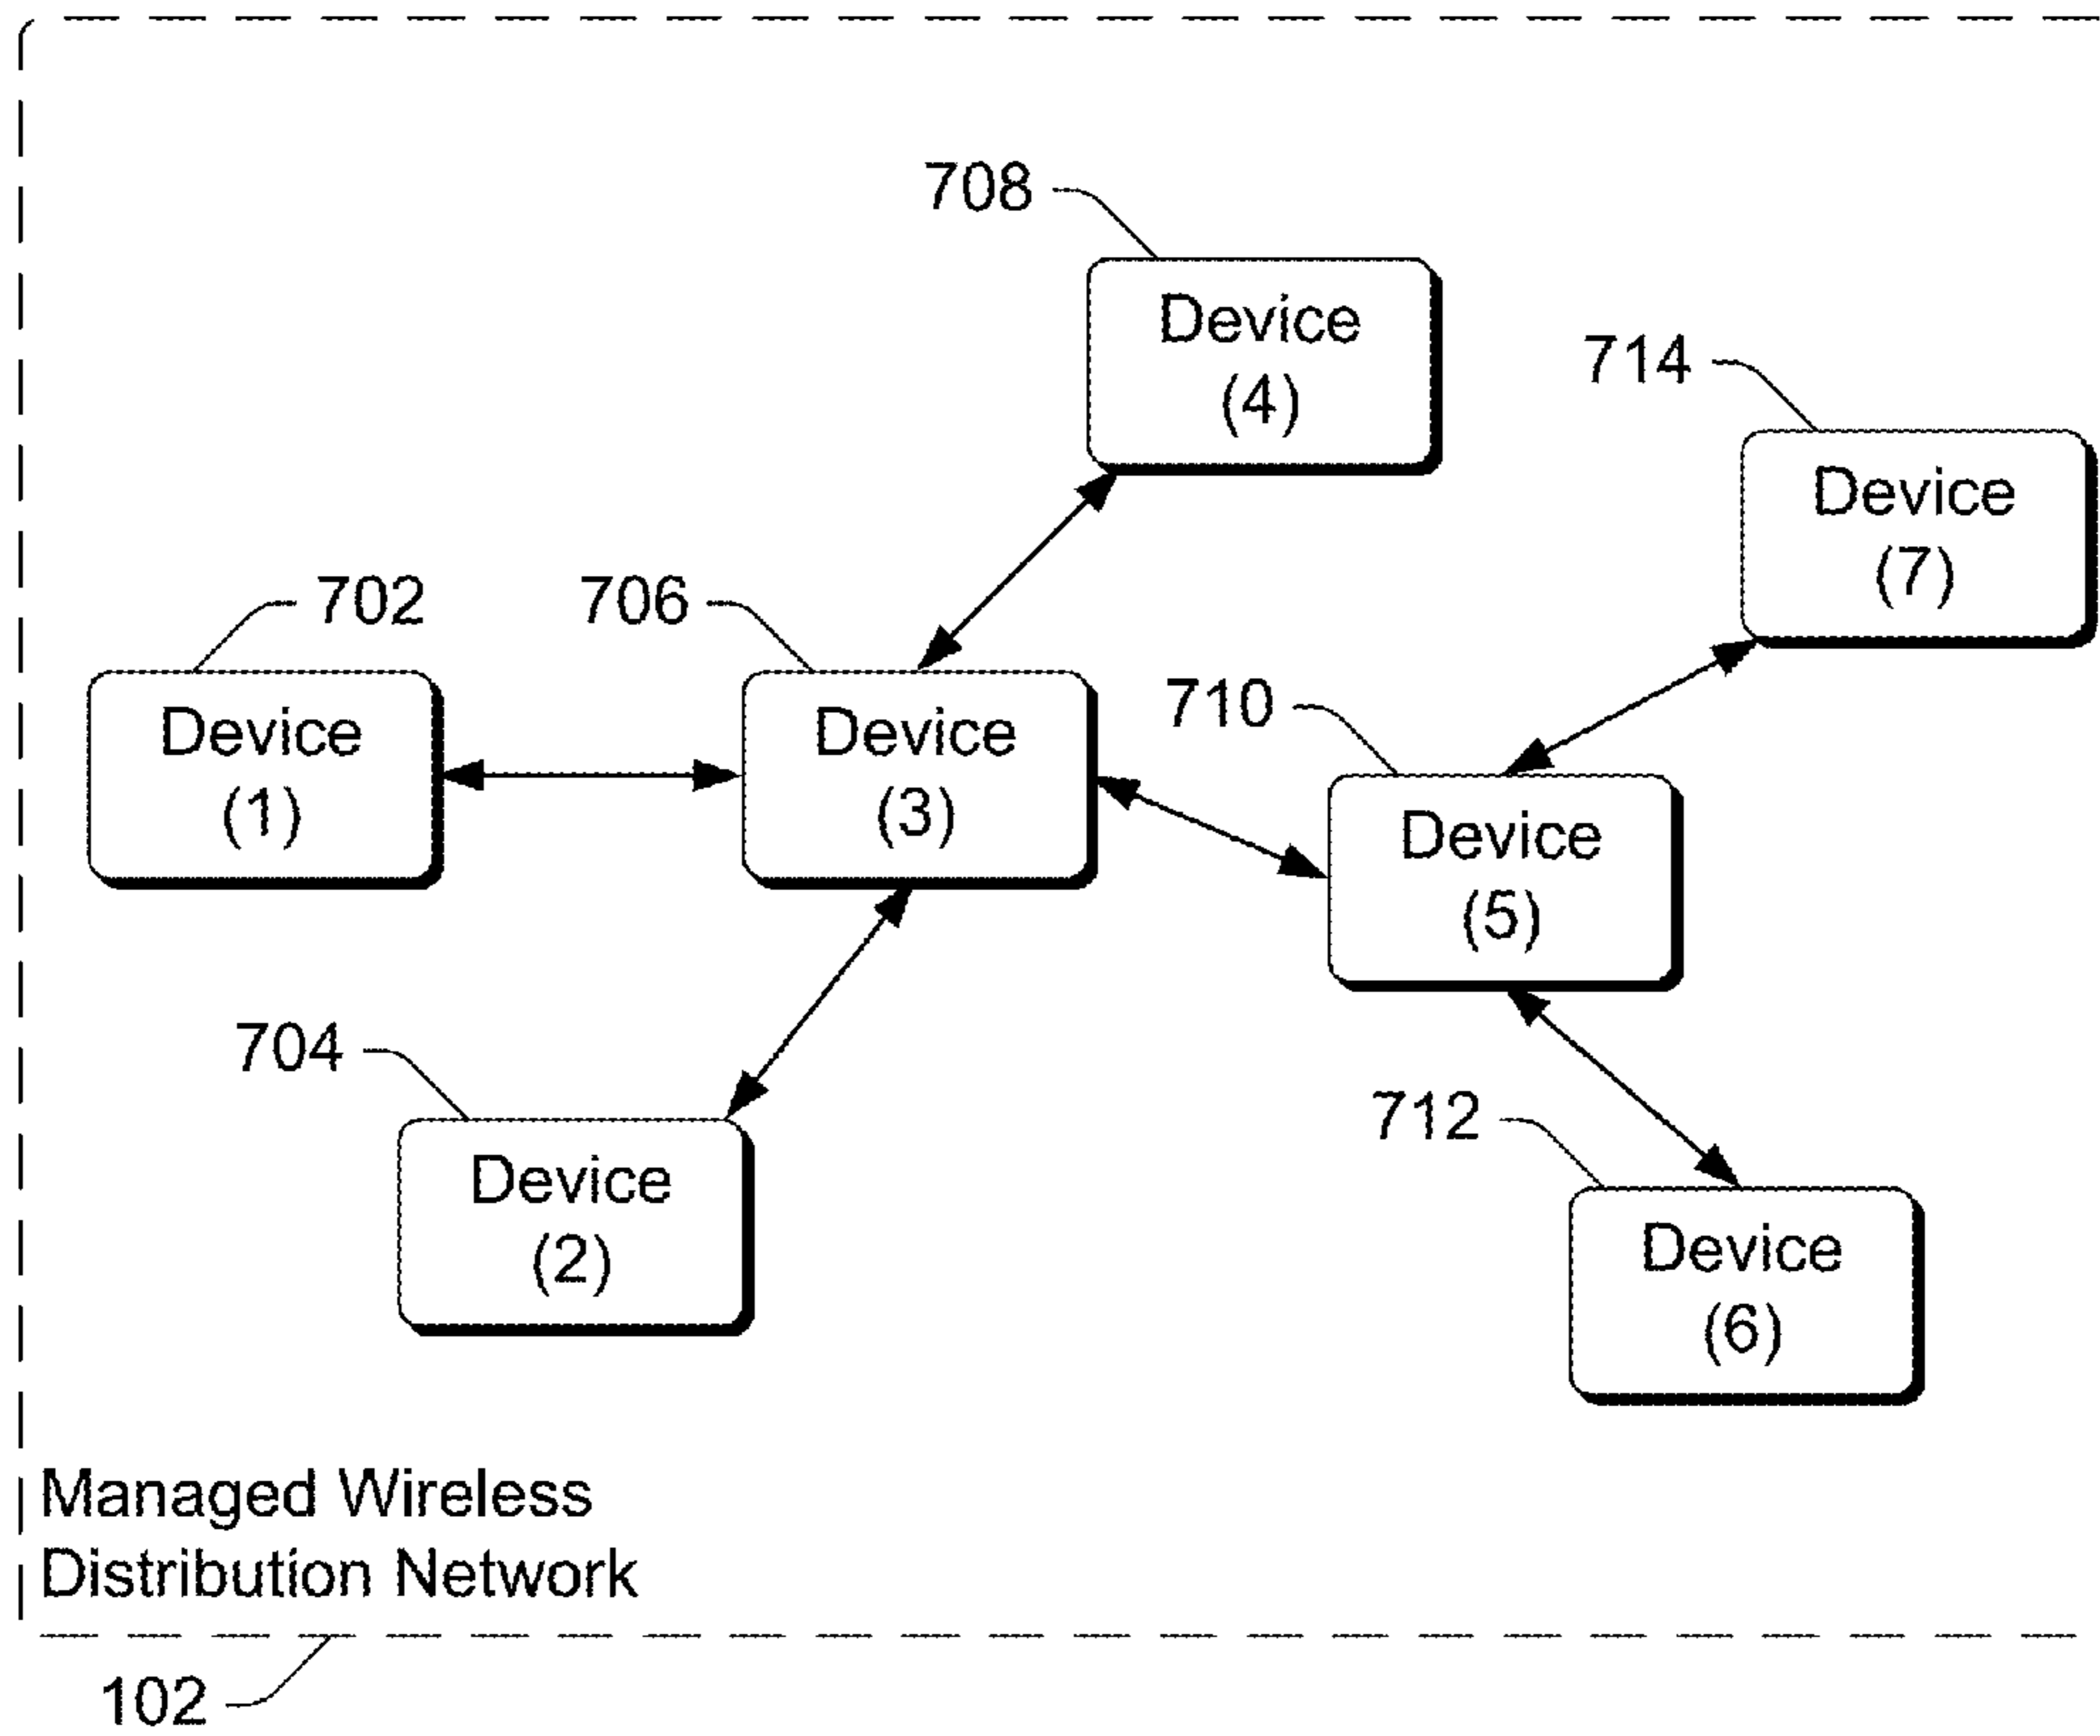 708
Device
(4)
714
Device
(7)
702
Device
(1)
706
Device
(3)
710
Device
(5)
704
Device
(2)
712
Device
(6)
Managed Wireless
Distribution Network
102